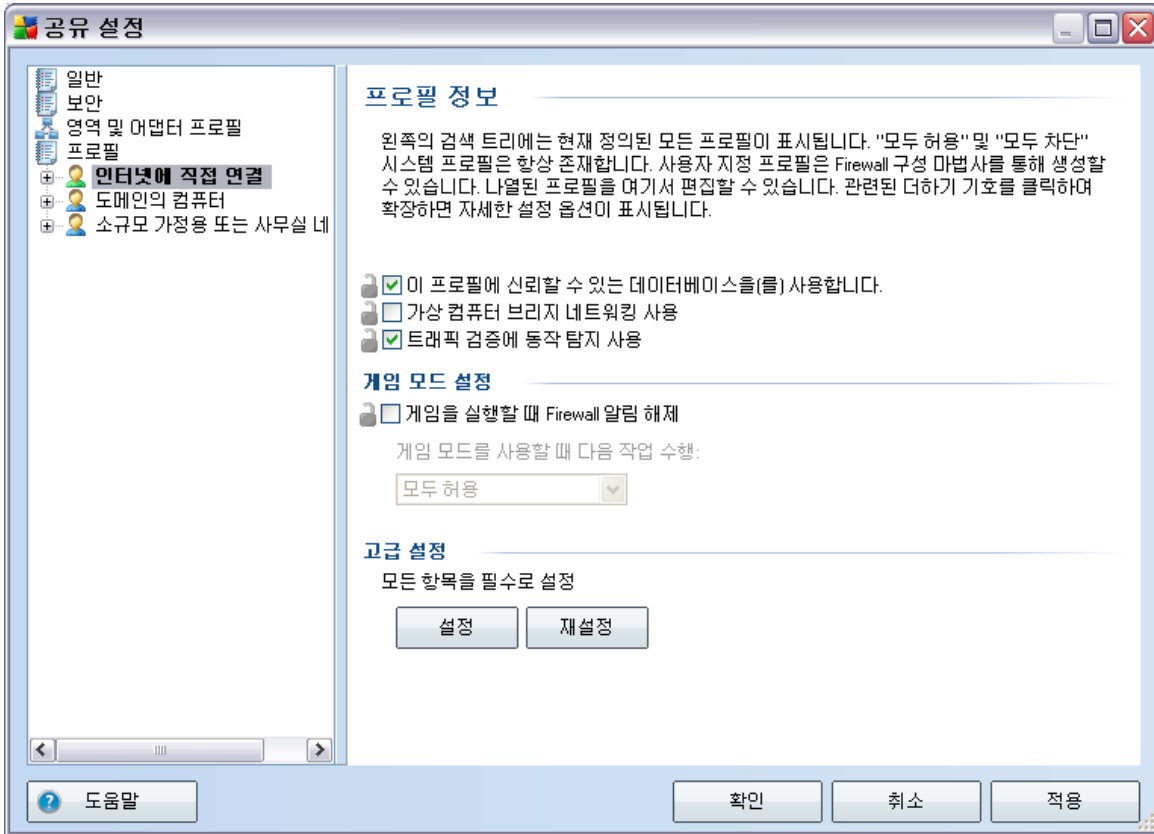 공유 설정
일반
보안
영역 및 어댑터 프로필
프로필
인터넷에 직접 연결
도메인의 컴퓨터
소규모 가정용 또는 사무실 네
프로필 정보
왼쪽의 검색 트리에는 현재 정의된 모든 프로필이 표시됩니다. "모두 허용" 및 "모두 차단"
시스템 프로필은 항상 존재합니다. 사용자 지정 프로필은 Firewall 구성 마법사를 통해 생성할
수 있습니다. 나열된 프로필을 여기서 편집할 수 있습니다. 관련된 더하기 기호를 클릭하여
확장하면 자세한 설정 옵션이 표시됩니다.
이 프로필에 신뢰할 수 있는 데이터베이스을(를) 사용합니다.
가상 컴퓨터 브리지 네트워킹 사용
트래픽 검증에 동작 탐지 사용
게임 모드 설정
게임을 실행할 때 Firewall 알림 해제
게임 모드를 사용할 때 다음 작업 수행:
모두 허용
고급 설정
모든 항목을 필수로 설정
설정
재설정
도움말
확인
취소
적용